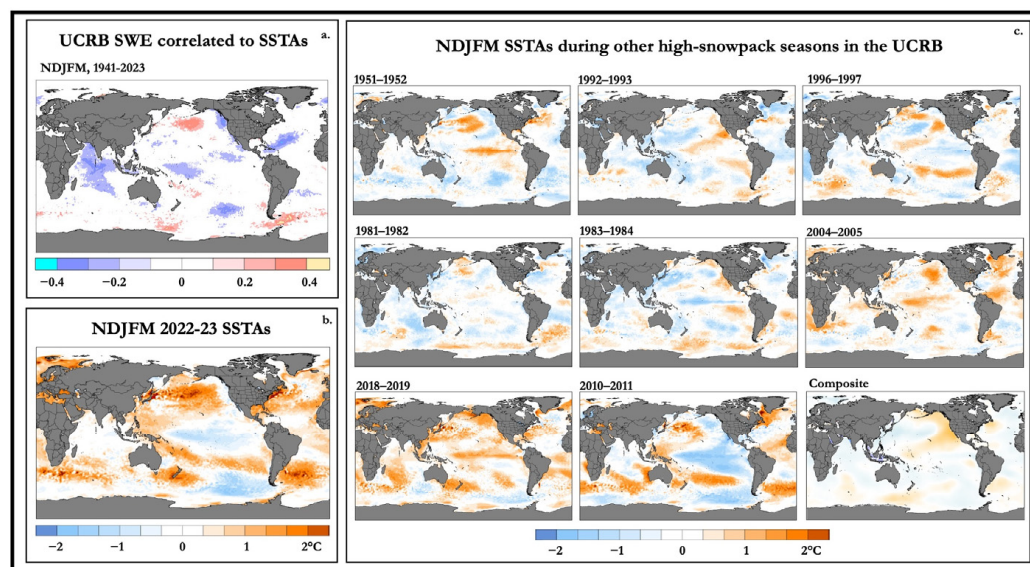 UCRB SWE correlated to SSTAs
a.
NDJFM, 1941-2023
−0.4 −0.2 0 0.2 0.4
NDJFM 2022-23 SSTAs
b.
−2 −1 0 1 2°C
NDJFM SSTAs during other high-snowpack seasons in the UCRB
c.
1951–1952 1992–1993 1996–1997
1981–1982 1983–1984 2004–2005
2018–2019 2010–2011 Composite
−2 −1 0 1 2°C